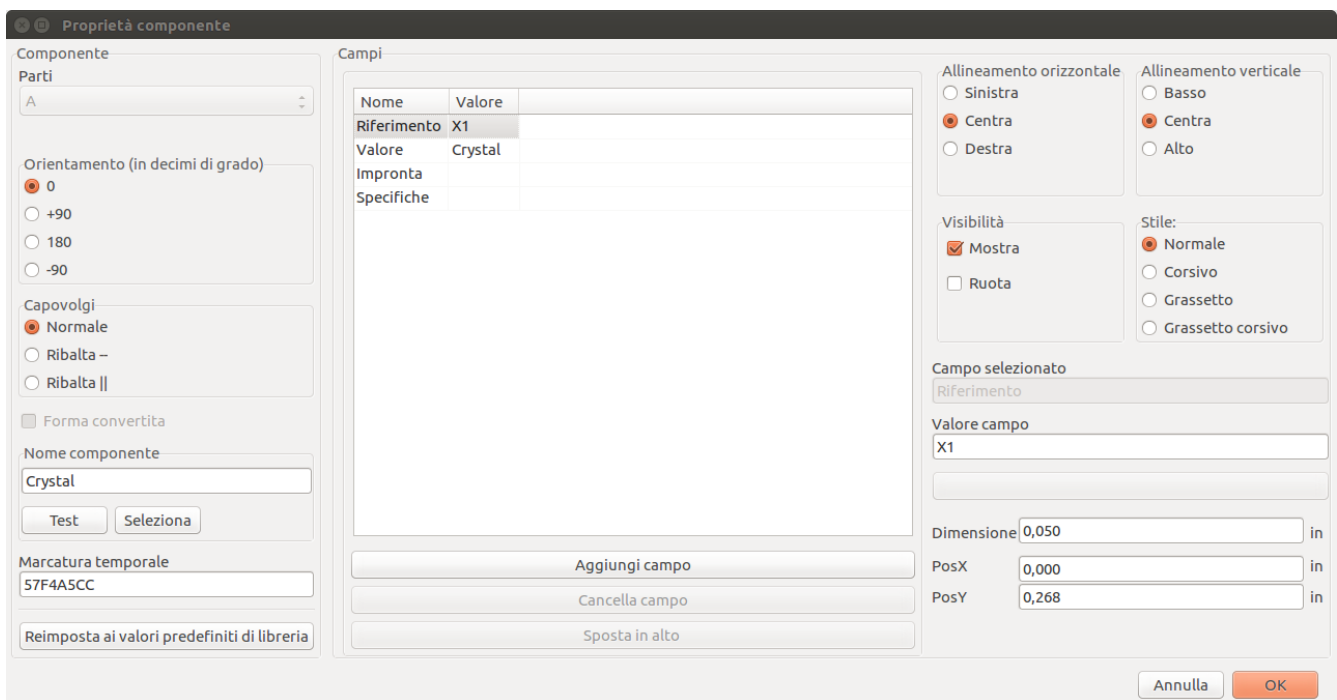 Proprietà componente
Componente
Parti
A
Orientamento (in decimi di grado)
0
+90
180
-90
Capovolgi
Normale
Ribalta --
Ribalta ||
Forma convertita
Nome componente
Crystal
Test Seleziona
Marcatura temporale
57F4A5CC
Reimposta ai valori predefiniti di libreria
Campi
Nome Valore
Riferimento X1
Valore Crystal
Impronta
Specifiche
Aggiungi campo
Cancella campo
Sposta in alto
Allineamento orizzontale
Sinistra
Centra
Destra
Allineamento verticale
Basso
Centra
Alto
Visibilità
Mostra
Ruota
Stile:
Normale
Corsivo
Grassetto
Grassetto corsivo
Campo selezionato
Riferimento
Valore campo
X1
Dimensione 0,050 in
PosX 0,000 in
PosY 0,268 in
Annulla OK